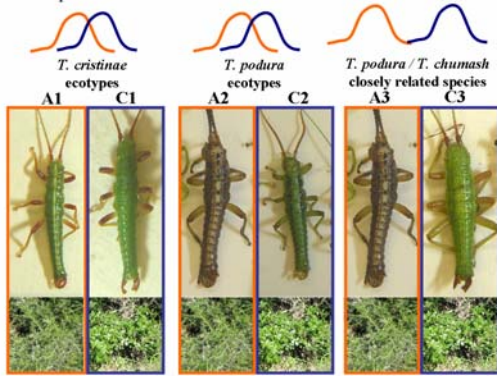 T. cristinae
ecotypes
A1 C1
T. podura
ecotypes
A2 C2
T. podura / T. chumash
closely related species
A3 C3